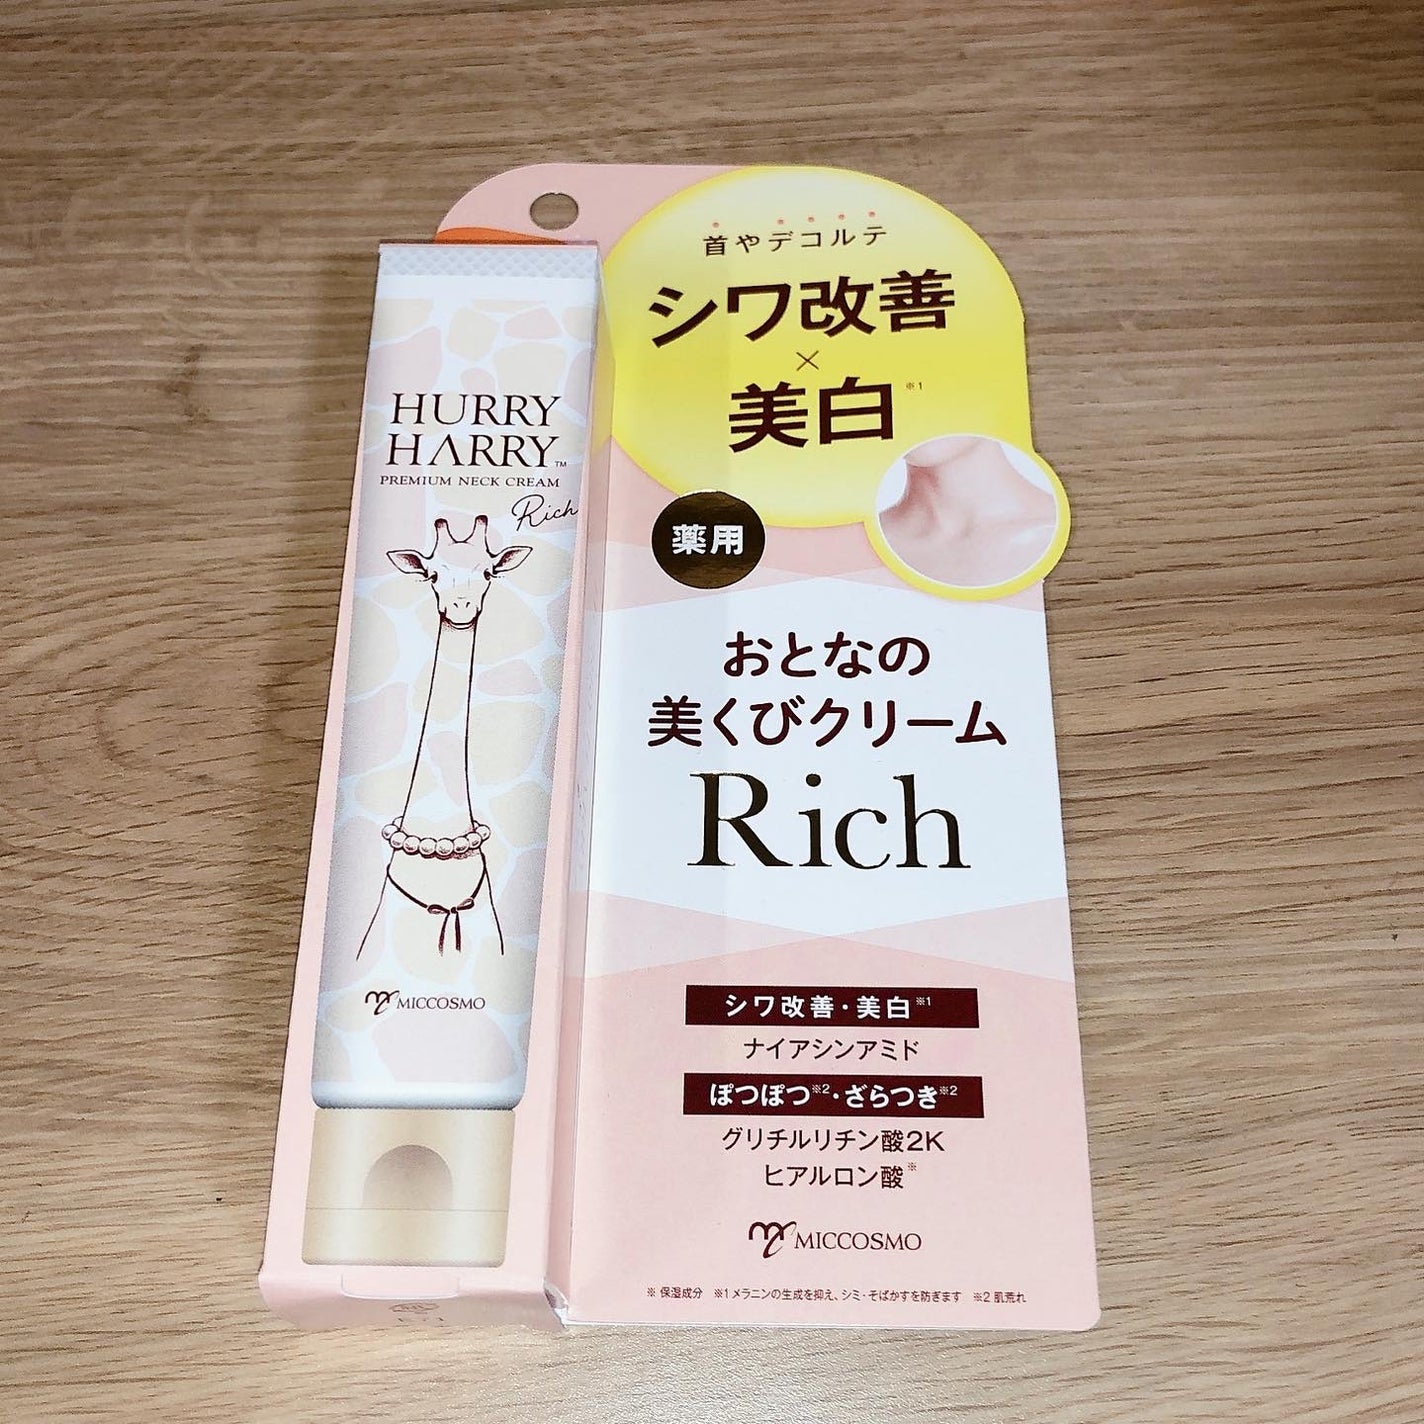 HURRY
HARRY™
PREMIUM NECK CREAM
Rich
MICCOSMO
首やデコルテ
シワ改善
×
美白※1
薬用
おとなの
美くびクリーム
Rich
シワ改善・美白※1
ナイアシンアミド
ぽつぽつ※2・ざらつき※2
グリチルリチン酸2K
ヒアルロン酸※
MICCOSMO
※ 保湿成分 ※1 メラニンの生成を抑え、シミ・そばかすを防ぎます ※2 肌荒れ